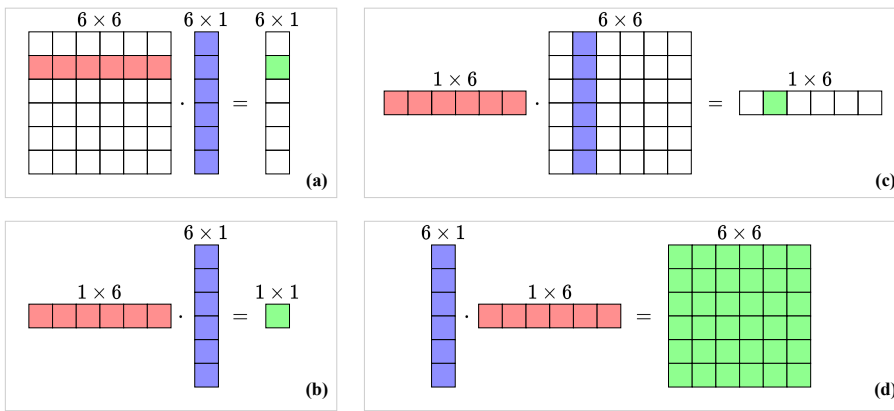 6 × 6 6 × 1 6 × 1
· =
(a)
6 × 6
1 × 6 1 × 6
· =
(c)
6 × 1
1 × 6 1 × 1
· =
(b)
6 × 1 6 × 6
1 × 6
· =
(d)